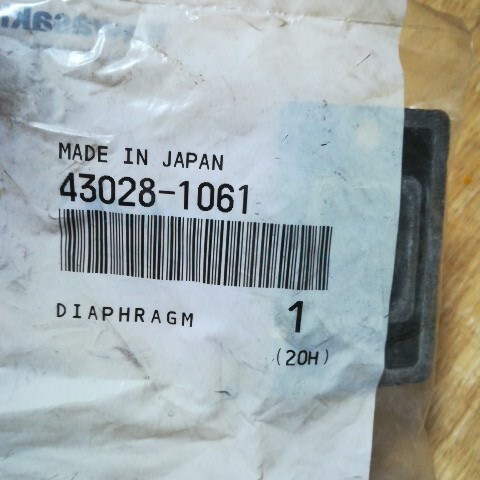 MADE IN JAPAN
43028-1061
DIAPHRAGM
1
(20H)